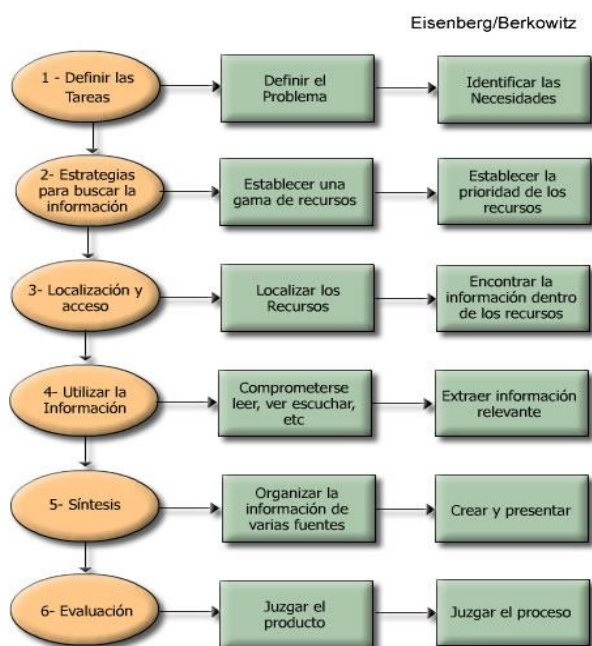 Eisenberg/Berkowitz
1 - Definir las
Tareas
Definir el
Problema
Identificar las
Necesidades
2- Estrategias
para buscar la
información
Establecer una
gama de recursos
Establecer la
prioridad de los
recursos
3- Localización y
acceso
Localizar los
Recursos
Encontrar la
información dentro
de los recursos
4- Utilizar la
Información
Comprometerse
leer, ver escuchar,
etc
Extraer información
relevante
5- Síntesis
Organizar la
información de
varias fuentes
Crear y presentar
6- Evaluación
Juzgar el
producto
Juzgar el proceso